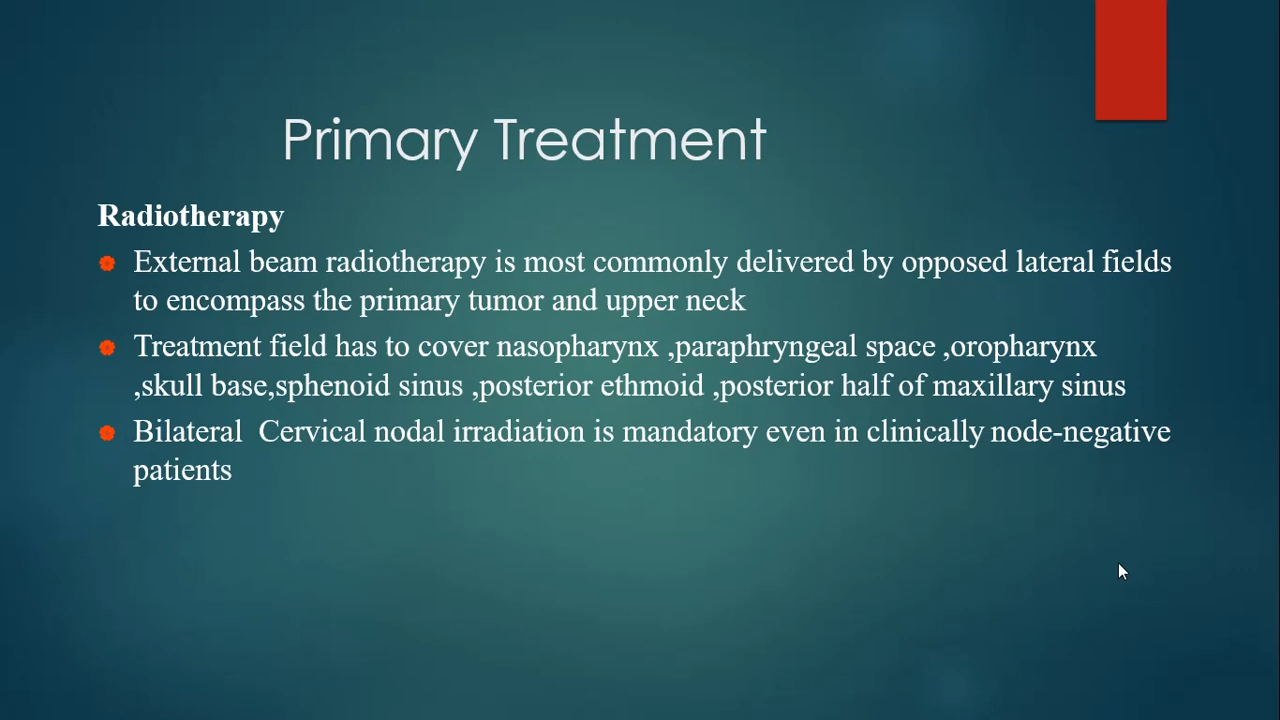 Primary Treatment
Radiotherapy
External beam radiotherapy is most commonly delivered by opposed lateral fields
to encompass the primary tumor and upper neck
Treatment field has to cover nasopharynx ,paraphryngeal space ,oropharynx
,skull base,sphenoid sinus ,posterior ethmoid ,posterior half of maxillary sinus
Bilateral  Cervical nodal irradiation is mandatory even in clinically node-negative
patients